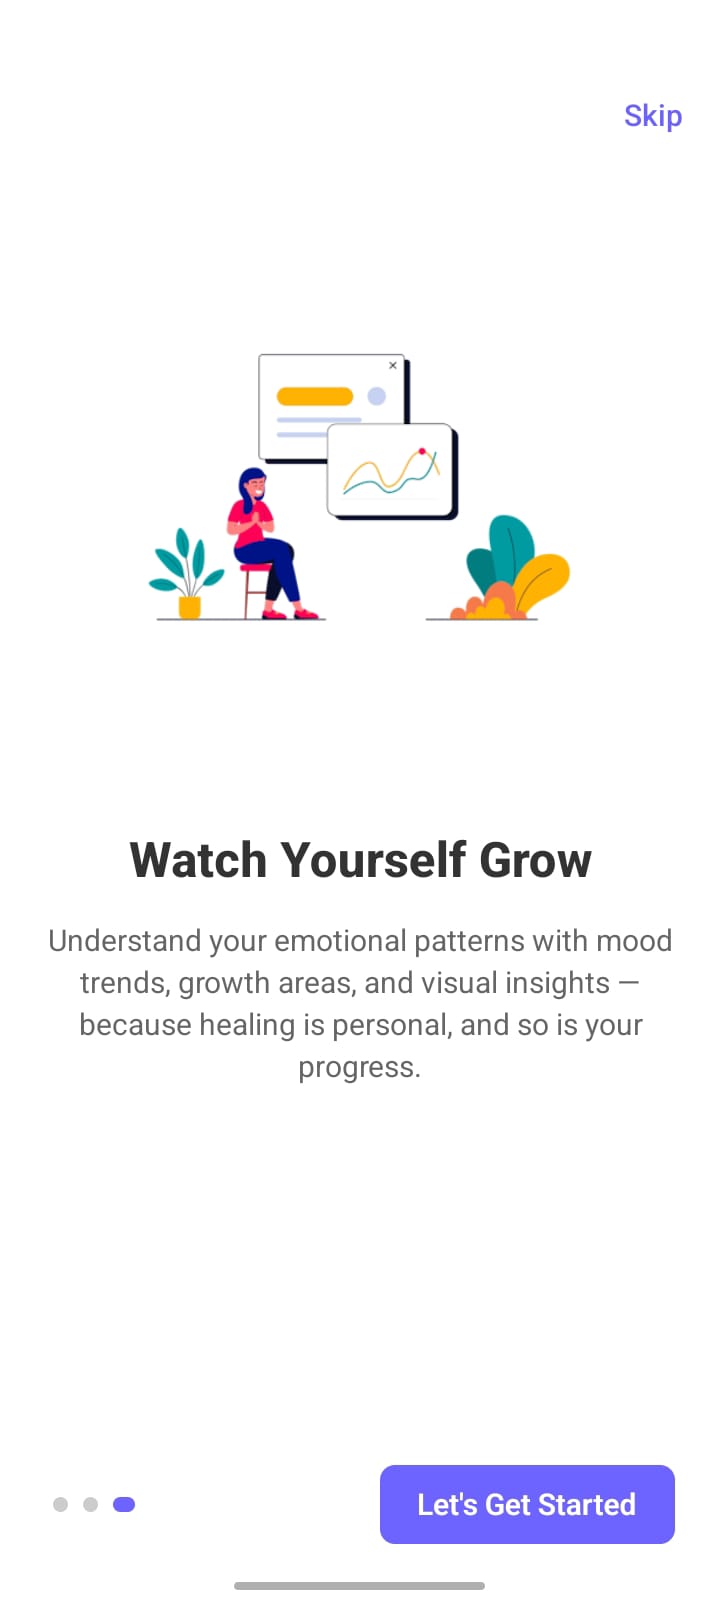 Skip
Watch Yourself Grow
Understand your emotional patterns with mood
trends, growth areas, and visual insights —
because healing is personal, and so is your
progress.
Let's Get Started